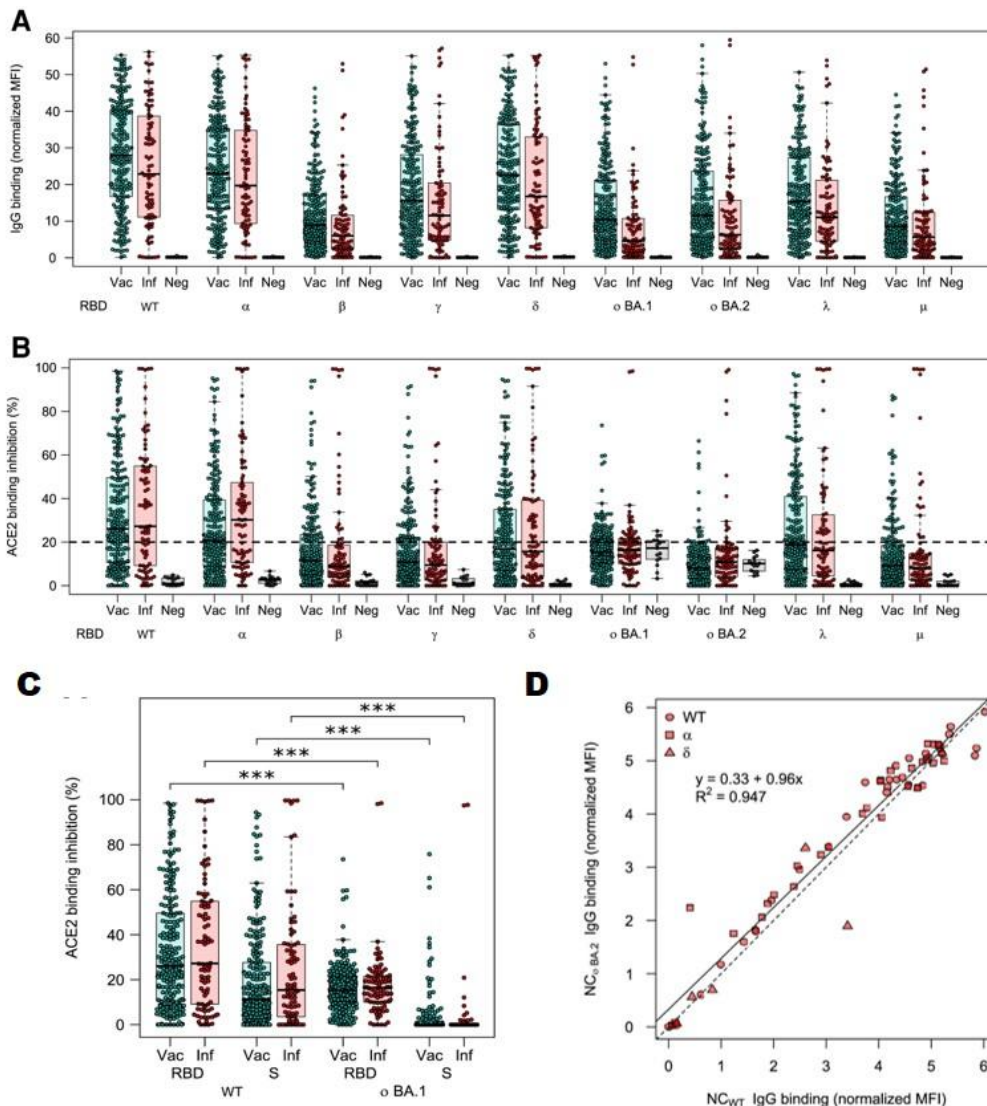 A
IgG binding (normalized MFI)
60
50
40
30
20
10
0
Vac Inf Neg Vac Inf Neg Vac Inf Neg Vac Inf Neg Vac Inf Neg Vac Inf Neg Vac Inf Neg Vac Inf Neg Vac Inf Neg
RBD WT α β γ δ o BA.1 o BA.2 λ μ
B
ACE2 binding inhibition (%)
100
80
60
40
20
0
Vac Inf Neg Vac Inf Neg Vac Inf Neg Vac Inf Neg Vac Inf Neg Vac Inf Neg Vac Inf Neg Vac Inf Neg Vac Inf Neg
RBD WT α β γ δ o BA.1 o BA.2 λ μ
C
ACE2 binding inhibition (%)
***
***
***
***
100
80
60
40
20
0
Vac Inf Vac Inf Vac Inf Vac Inf
RBD S RBD S
WT o BA.1
D
NCo BA.2 IgG binding (normalized MFI)
6
5
4
3
2
1
0
WT
α
δ
y = 0.33 + 0.96x
R² = 0.947
0 1 2 3 4 5 6
NCWT IgG binding (normalized MFI)